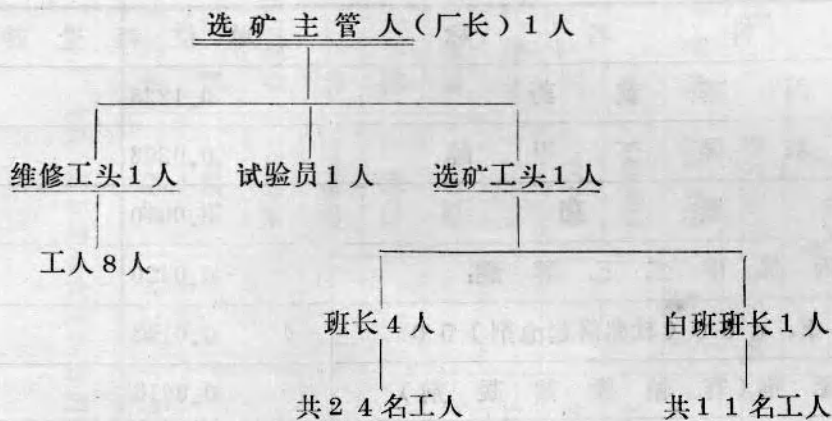 选矿主管人（厂长）1人
维修工头1人 试验员1人 选矿工头1人
工人8人
班长4人 白班班长1人
共24名工人 共11名工人